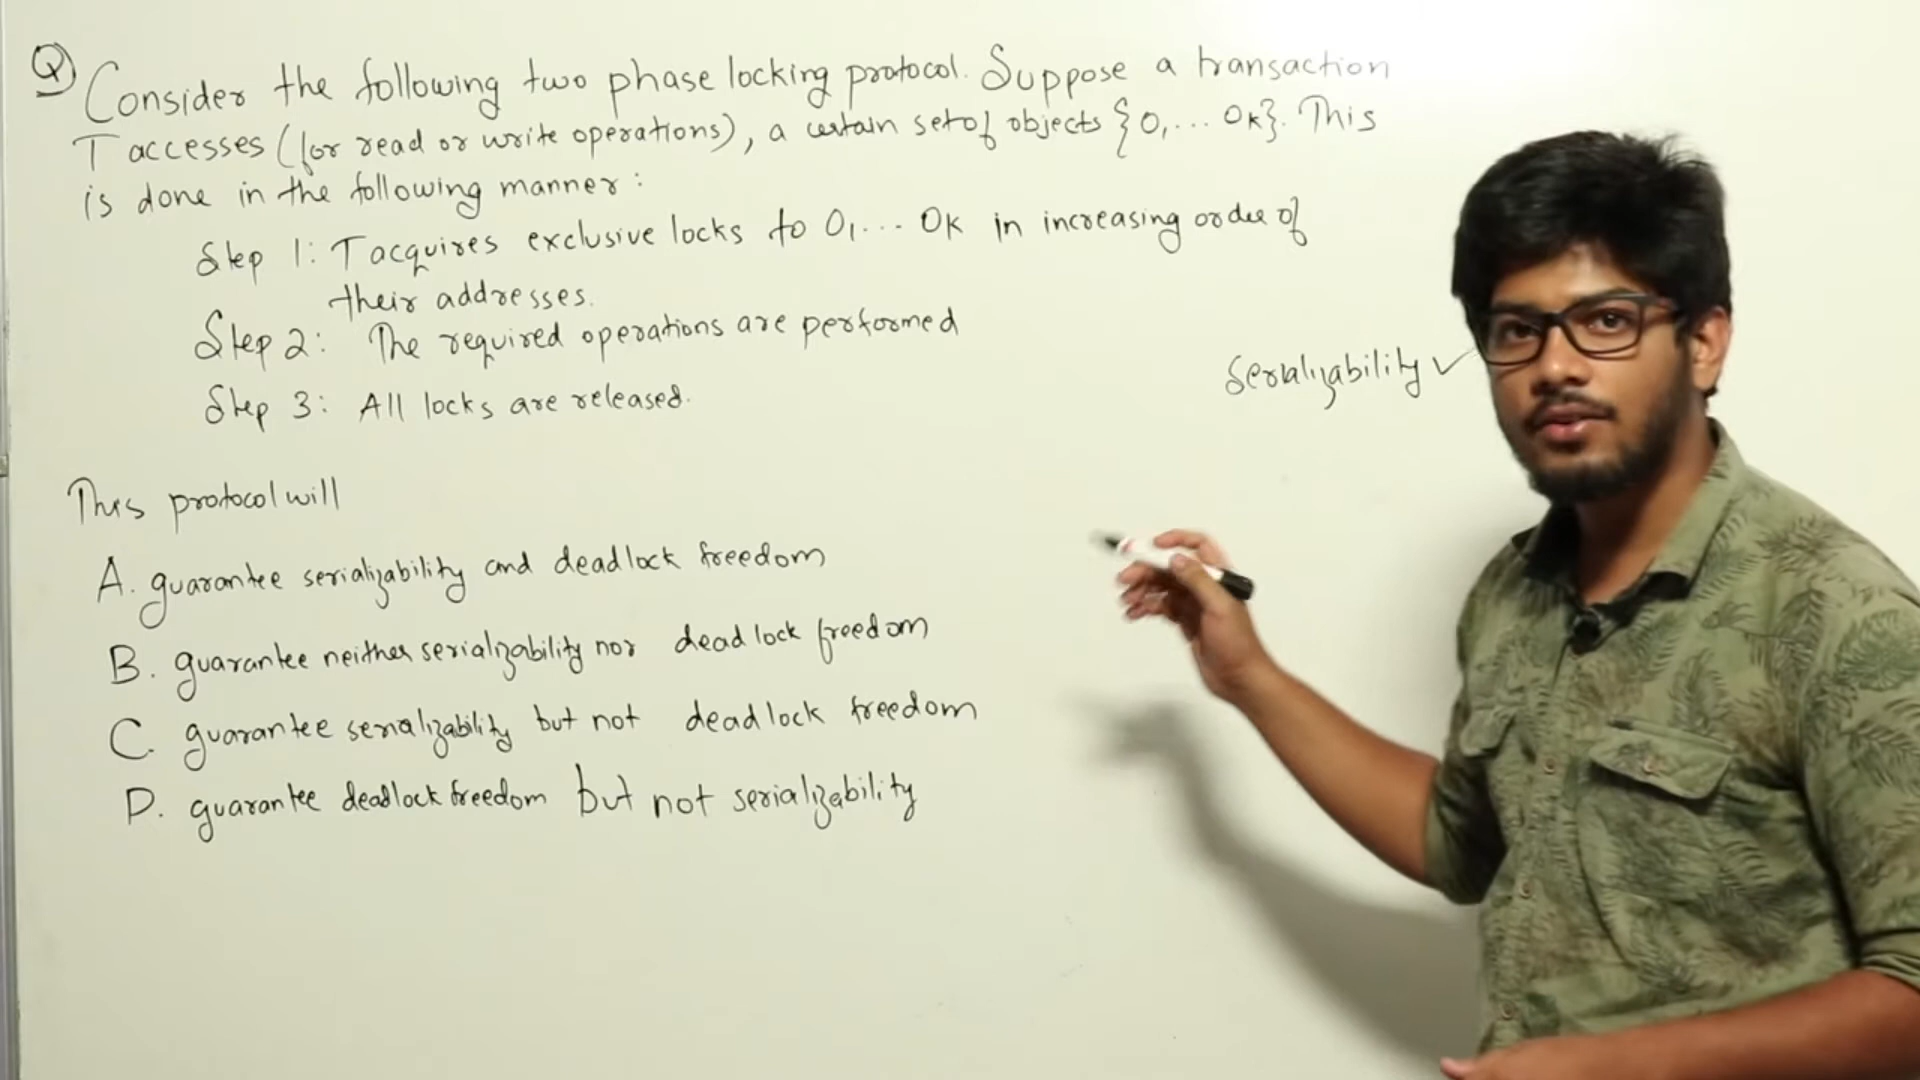 Q) Consider the following two phase locking protocol. Suppose a transaction
T accesses (for read or write operations), a certain set of objects {O1, ... OK}. This
is done in the following manner:
Step 1: T acquires exclusive locks to O1, ... OK in increasing order of
their addresses.
Step 2: The required operations are performed
Step 3: All locks are released.
Serializability ✓
This protocol will
A. guarantee serializability and deadlock freedom
B. guarantee neither serializability nor deadlock freedom
C. guarantee serializability but not deadlock freedom
D. guarantee deadlock freedom but not serializability